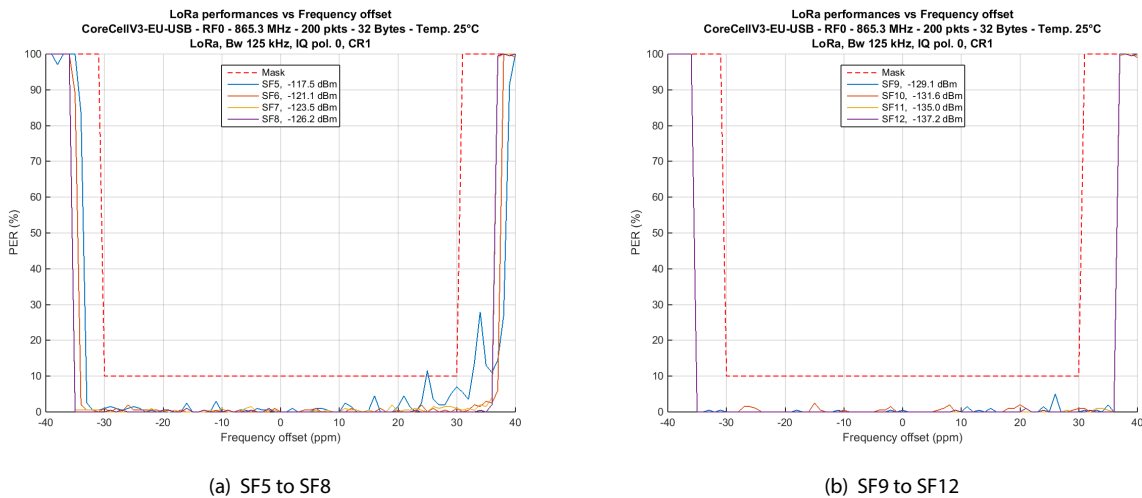 LoRa performances vs Frequency offset
CoreCellV3-EU-USB - RF0 - 865.3 MHz - 200 pkts - 32 Bytes - Temp. 25°C
LoRa, Bw 125 kHz, IQ pol. 0, CR1
100
90
80
70
60
50
40
30
20
10
0
PER (%)
Mask
SF5, -117.5 dBm
SF6, -121.1 dBm
SF7, -123.5 dBm
SF8, -126.2 dBm
-40 -30 -20 -10 0 10 20 30 40
Frequency offset (ppm)
(a) SF5 to SF8
LoRa performances vs Frequency offset
CoreCellV3-EU-USB - RF0 - 865.3 MHz - 200 pkts - 32 Bytes - Temp. 25°C
LoRa, Bw 125 kHz, IQ pol. 0, CR1
100
90
80
70
60
50
40
30
20
10
0
PER (%)
Mask
SF9, -129.1 dBm
SF10, -131.6 dBm
SF11, -135.0 dBm
SF12, -137.2 dBm
-40 -30 -20 -10 0 10 20 30 40
Frequency offset (ppm)
(b) SF9 to SF12